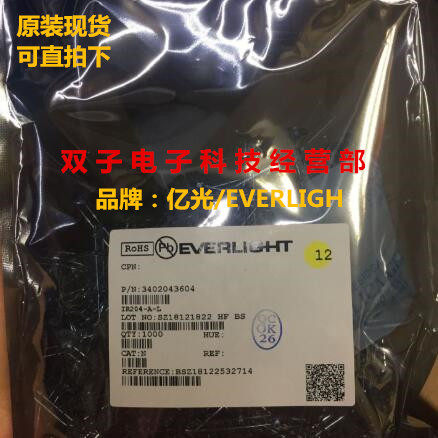 原装现货
可直拍下
双子电子科技经营部
品牌：亿光/EVERLIGH
RoHS Pb EVERLIGHT
12
CPN:
P/N:3402043604
IR204-A-L
LOT NO:SZ18121822 HF BS
QTY:1000 HUE:
CAT:N REF:
REFERENCE:BSZ18122532714
QC
OK
26